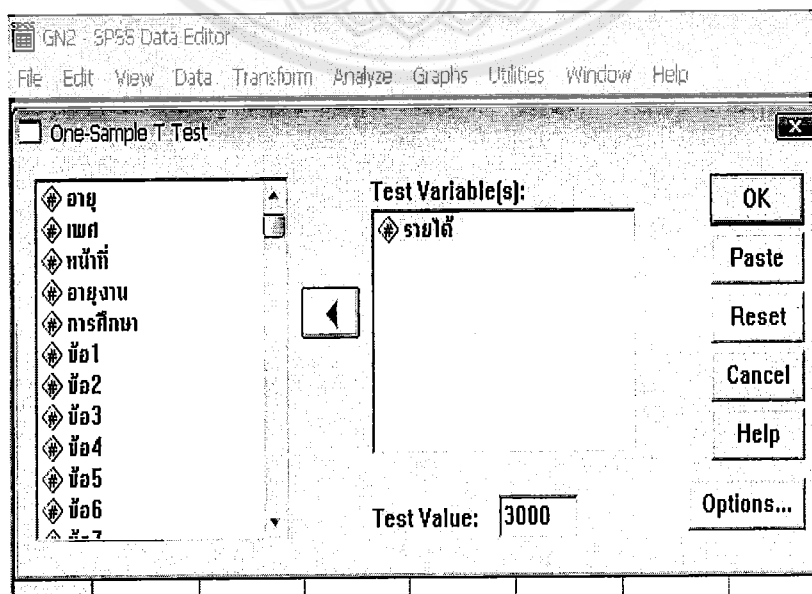 GN2 - SPSS Data Editor
File Edit View Data Transform Analyze Graphs Utilities Window Help
One-Sample T Test
อายุ
เพศ
หน้าที่
อายุงาน
การศึกษา
ข้อ1
ข้อ2
ข้อ3
ข้อ4
ข้อ5
ข้อ6
ข้อ7
Test Variable(s):
รายได้
Test Value: 3000
OK
Paste
Reset
Cancel
Help
Options...